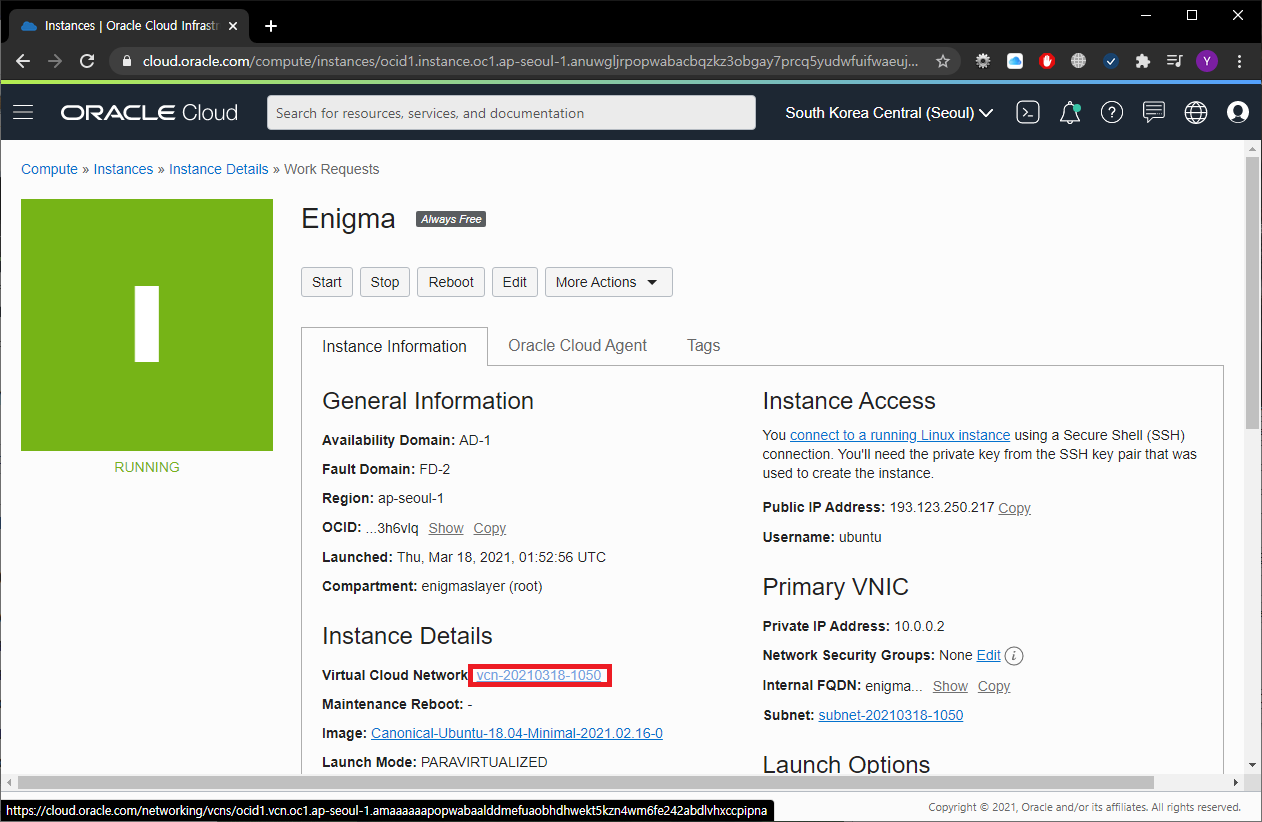 Instances | Oracle Cloud Infrastr
cloud.oracle.com/compute/instances/ocid1.instance.oc1.ap-seoul-1.anuwgljrpopwabacbqzkz3obgay7prcq5yudwfuifwaeuj...
Y
ORACLE Cloud
Search for resources, services, and documentation
South Korea Central (Seoul)
Compute » Instances » Instance Details » Work Requests
I
RUNNING
Enigma Always Free
Start Stop Reboot Edit More Actions
Instance Information Oracle Cloud Agent Tags
General Information
Availability Domain: AD-1
Fault Domain: FD-2
Region: ap-seoul-1
OCID: ...3h6vlq Show Copy
Launched: Thu, Mar 18, 2021, 01:52:56 UTC
Compartment: enigmaslayer (root)
Instance Details
Virtual Cloud Network vcn-20210318-1050
Maintenance Reboot: -
Image: Canonical-Ubuntu-18.04-Minimal-2021.02.16-0
Launch Mode: PARAVIRTUALIZED
Instance Access
You connect to a running Linux instance using a Secure Shell (SSH)
connection. You'll need the private key from the SSH key pair that was
used to create the instance.
Public IP Address: 193.123.250.217 Copy
Username: ubuntu
Primary VNIC
Private IP Address: 10.0.0.2
Network Security Groups: None Edit i
Internal FQDN: enigma... Show Copy
Subnet: subnet-20210318-1050
Launch Options
https://cloud.oracle.com/networking/vcns/ocid1.vcn.oc1.ap-seoul-1.amaaaaaapopwabaalddmefuaobhdhwekt5kzn4wm6fe242abdlvhxccpipna
Copyright © 2021, Oracle and/or its affiliates. All rights reserved.